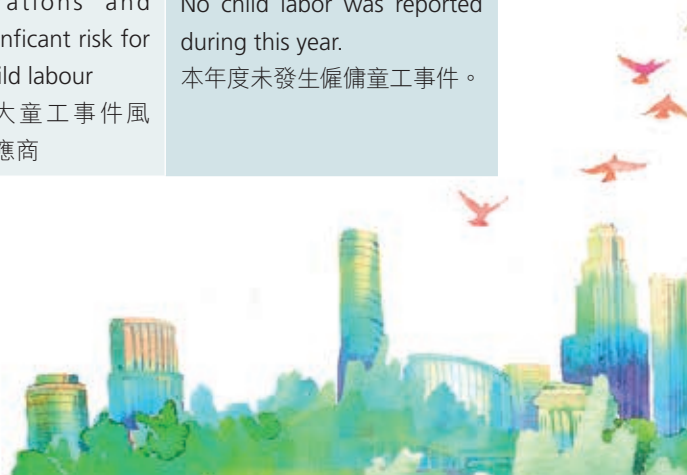 ations and
nficant risk for
ild labour
大童工事件風
應商
No child labor was reported
during this year.
本年度未發生僱傭童工事件。